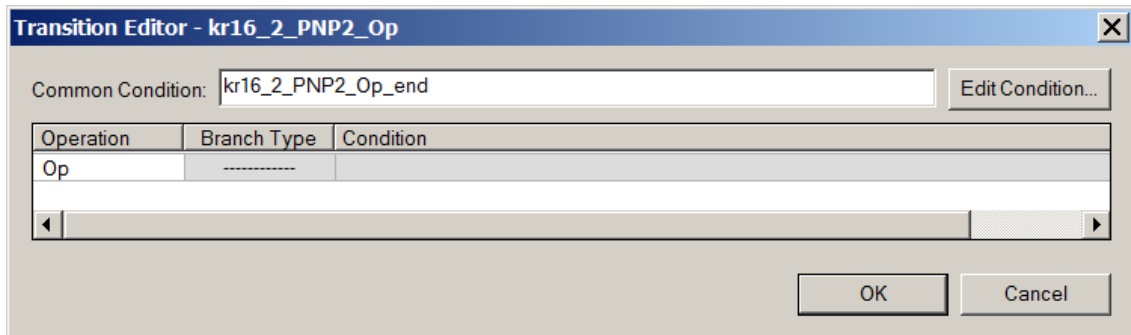 Transition Editor - kr16_2_PNP2_Op
Common Condition: kr16_2_PNP2_Op_end Edit Condition...
Operation Branch Type Condition
Op ------------
OK Cancel